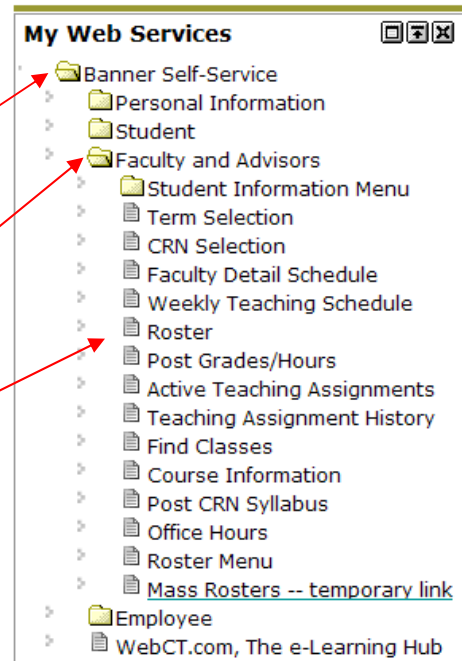 My Web Services
Banner Self-Service
Personal Information
Student
Faculty and Advisors
Student Information Menu
Term Selection
CRN Selection
Faculty Detail Schedule
Weekly Teaching Schedule
Roster
Post Grades/Hours
Active Teaching Assignments
Teaching Assignment History
Find Classes
Course Information
Post CRN Syllabus
Office Hours
Roster Menu
Mass Rosters -- temporary link
Employee
WebCT.com, The e-Learning Hub